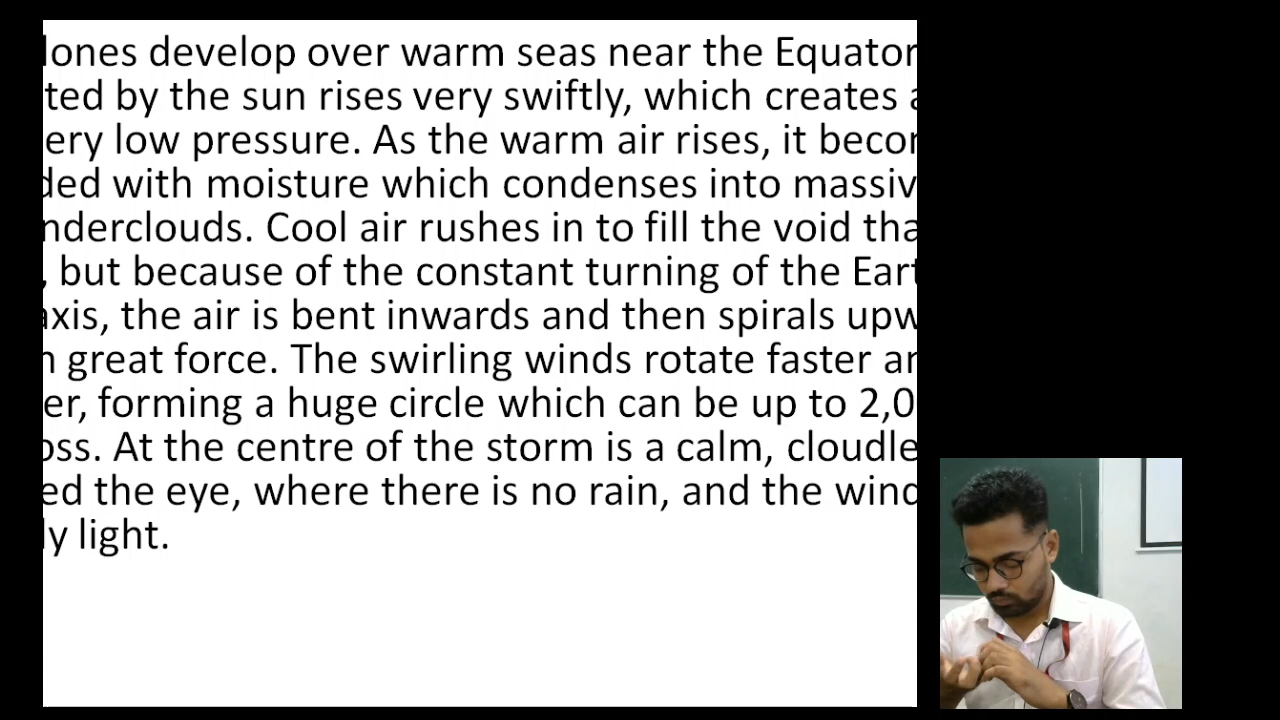 lones develop over warm seas near the Equator
ted by the sun rises very swiftly, which creates a
ery low pressure. As the warm air rises, it becom
ded with moisture which condenses into massiv
nderclouds. Cool air rushes in to fill the void tha
, but because of the constant turning of the Eart
axis, the air is bent inwards and then spirals upw
h great force. The swirling winds rotate faster an
er, forming a huge circle which can be up to 2,0
oss. At the centre of the storm is a calm, cloudle
ed the eye, where there is no rain, and the wind
ly light.